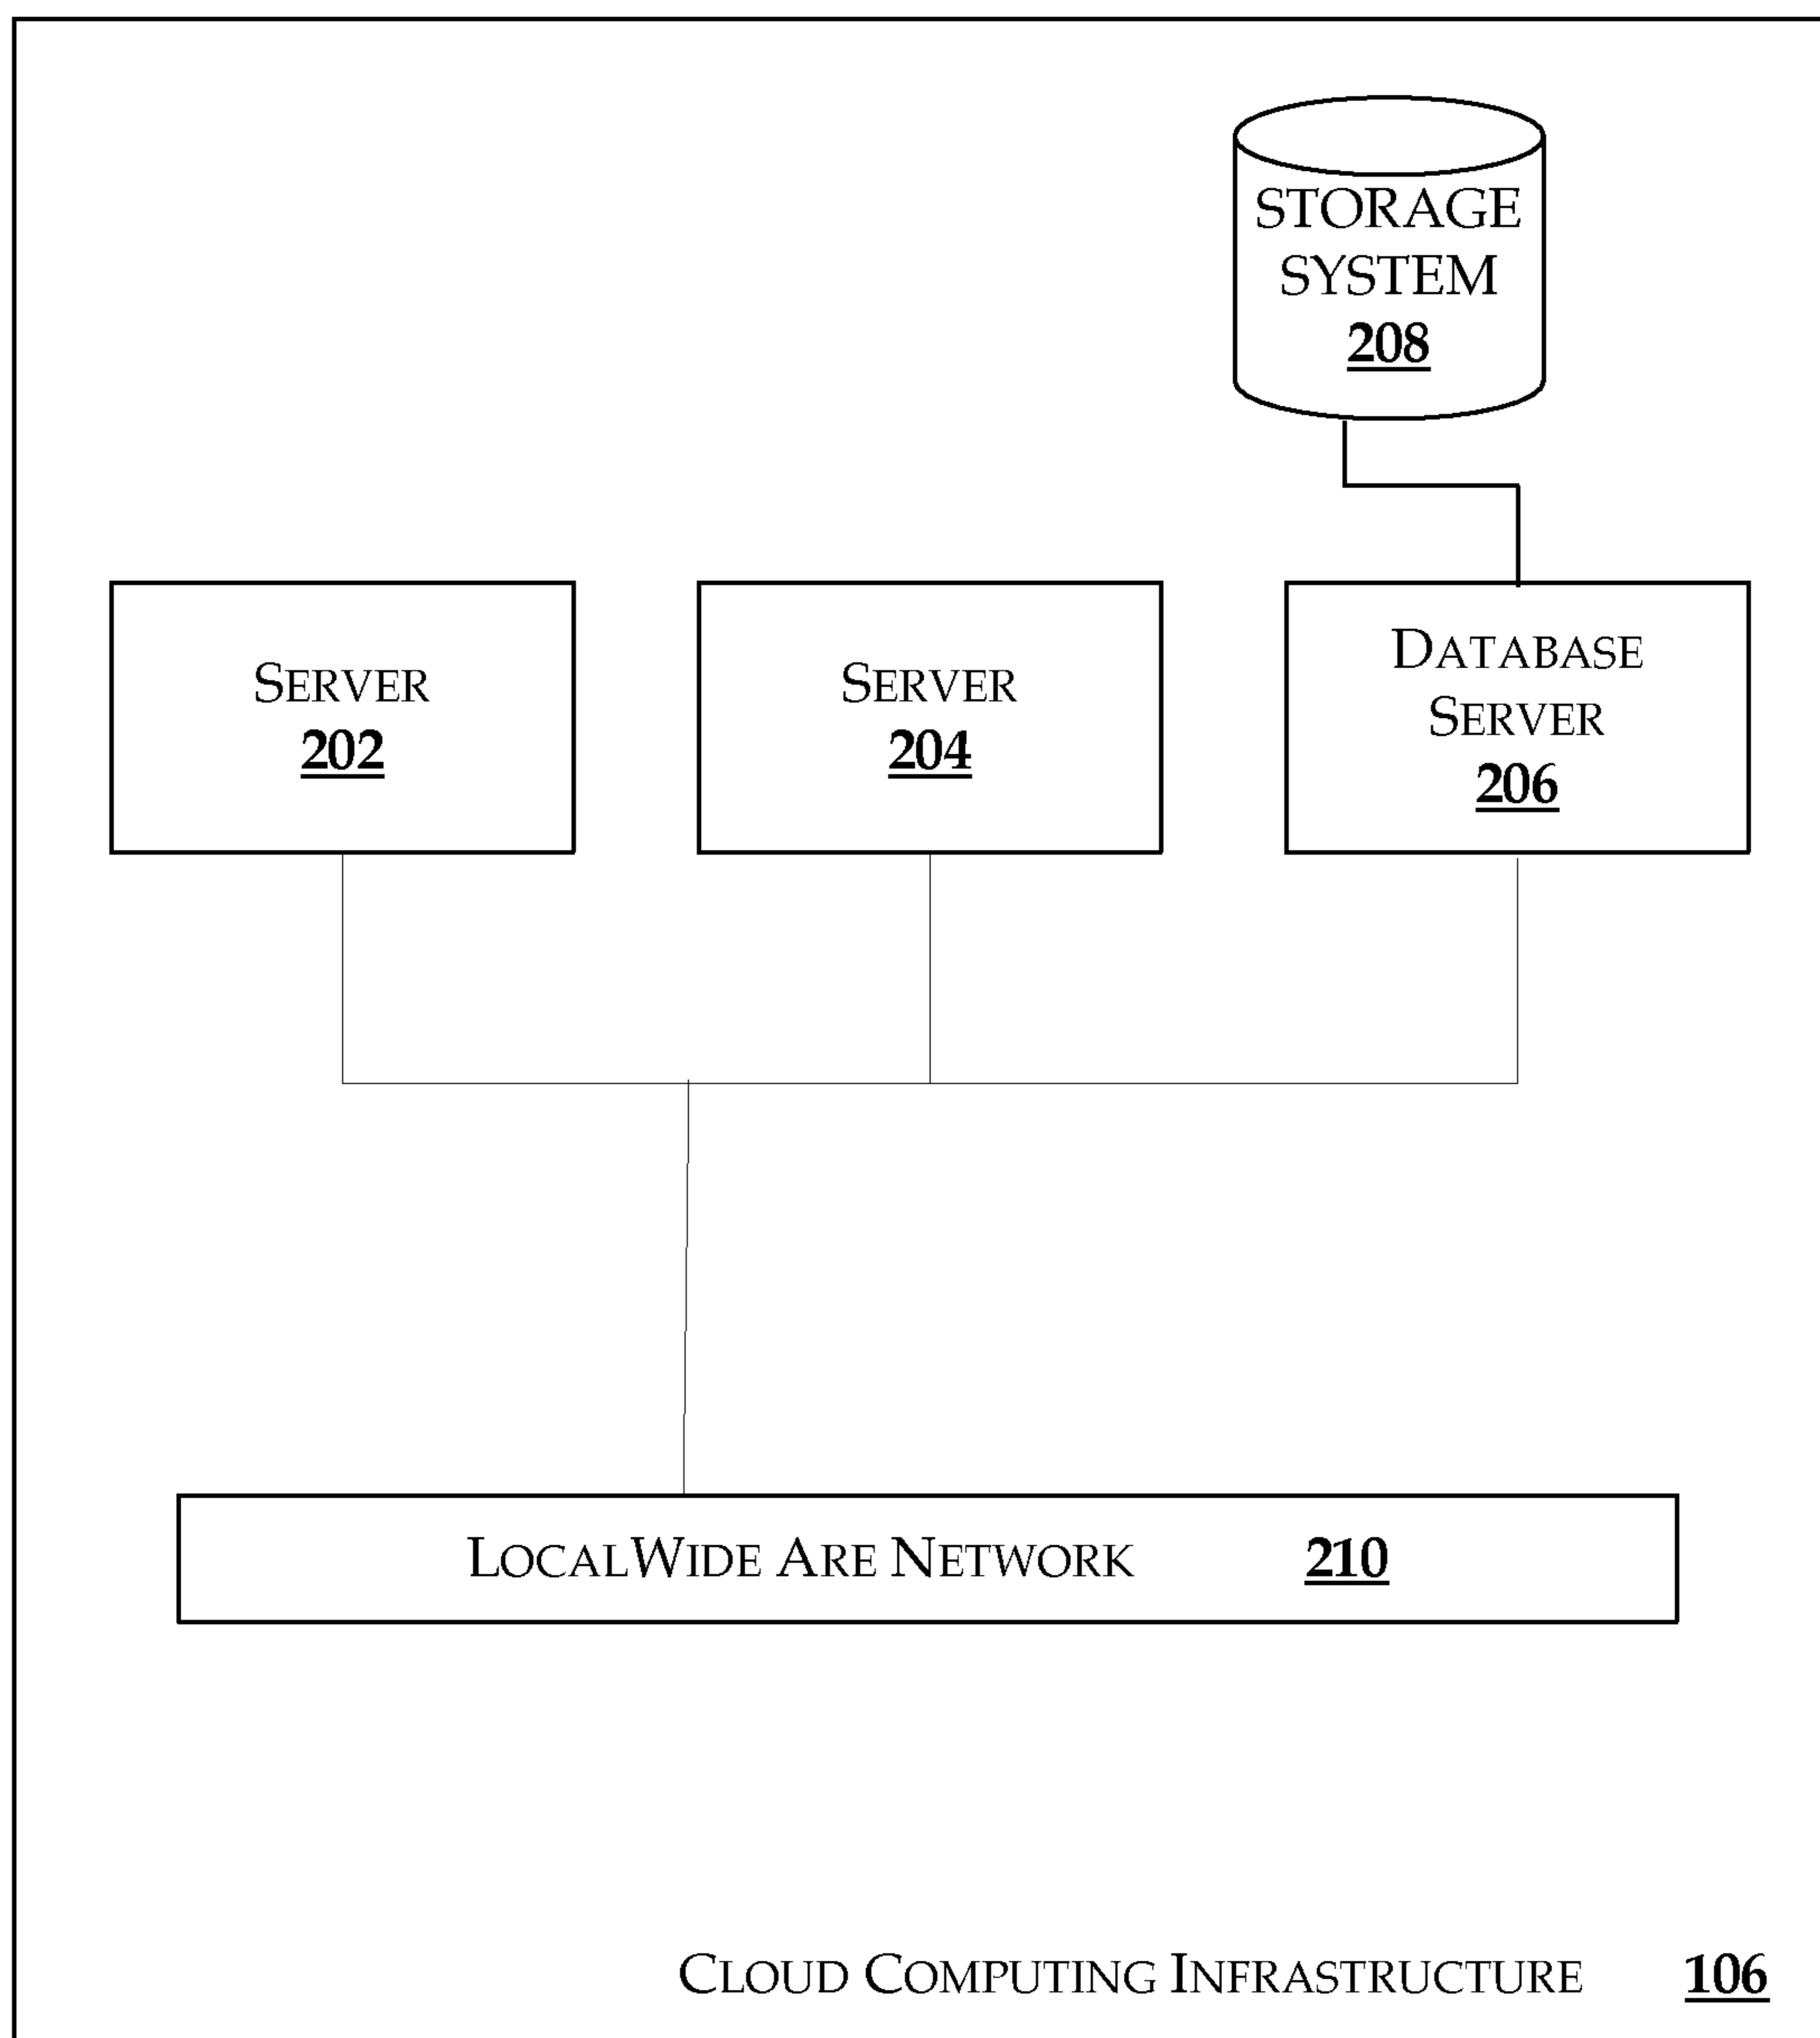 STORAGE
SYSTEM
208
SERVER
202
SERVER
204
DATABASE
SERVER
206
LOCALWIDE ARE NETWORK 210
CLOUD COMPUTING INFRASTRUCTURE 106